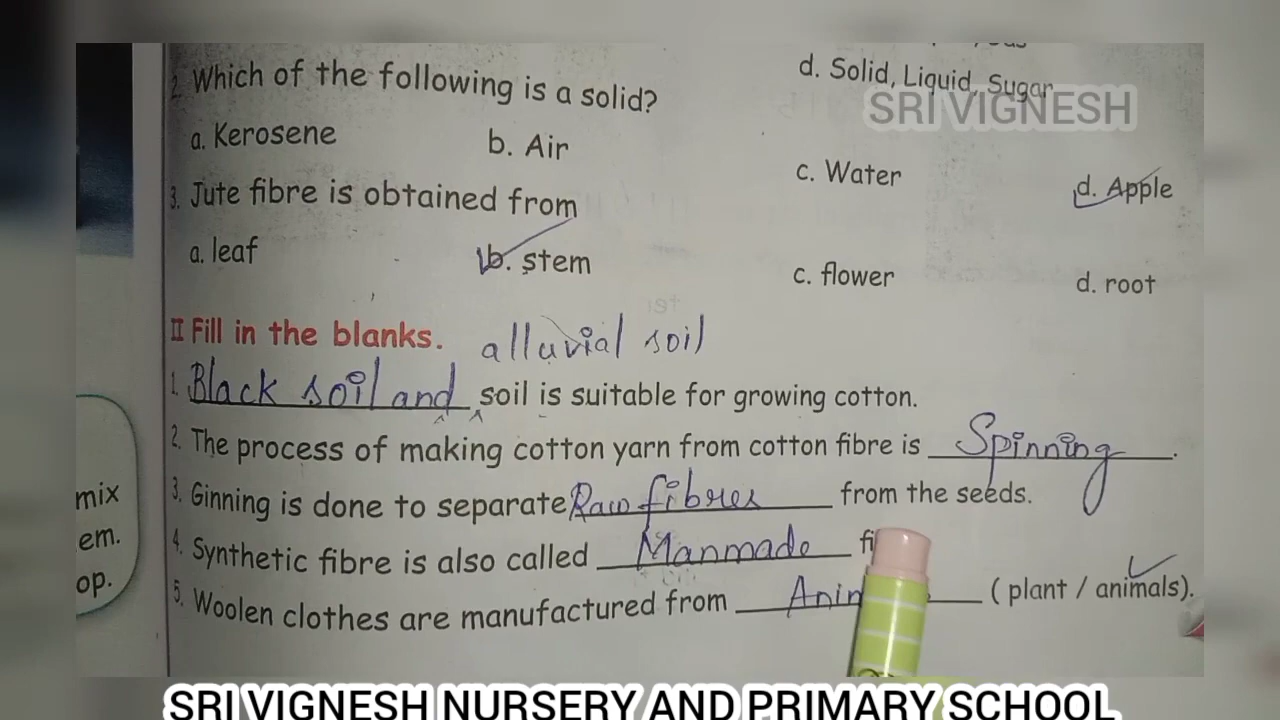 d. Solid, Liquid, Sugar
SRI VIGNESH
2. Which of the following is a solid?
a. Kerosene b. Air c. Water d. Apple
3. Jute fibre is obtained from
a. leaf b. stem c. flower d. root
II Fill in the blanks.
alluvial soil
1. Black soil and soil is suitable for growing cotton.
2. The process of making cotton yarn from cotton fibre is Spinning.
3. Ginning is done to separate Raw fibres from the seeds.
4. Synthetic fibre is also called Manmade
5. Woolen clothes are manufactured from ( plant / animals).
mix
em.
op.
SRI VIGNESH NURSERY AND PRIMARY SCHOOL